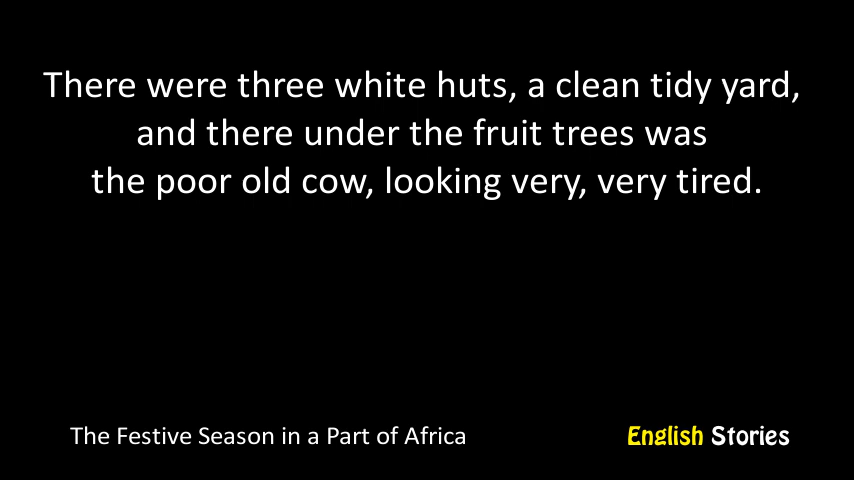 There were three white huts, a clean tidy yard,
and there under the fruit trees was
the poor old cow, looking very, very tired.
The Festive Season in a Part of Africa
English Stories